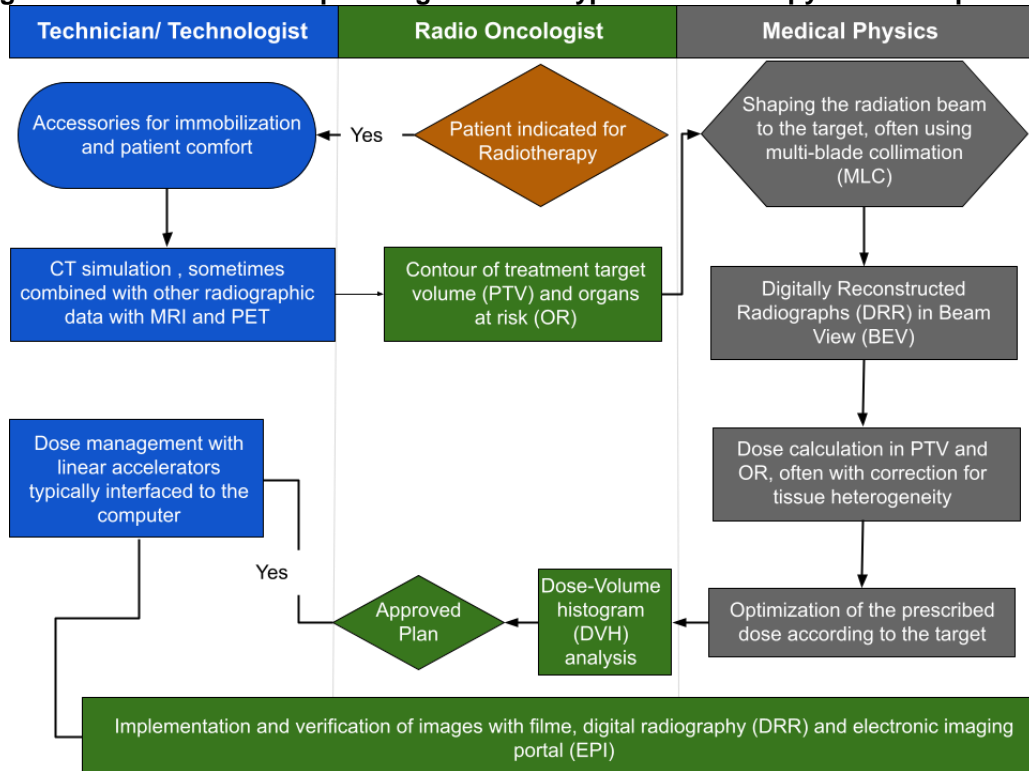 Technician/ Technologist
Radio Oncologist
Medical Physics
Accessories for immobilization
and patient comfort
Yes
Patient indicated for
Radiotherapy
Shaping the radiation beam
to the target, often using
multi-blade collimation
(MLC)
CT simulation , sometimes
combined with other radiographic
data with MRI and PET
Contour of treatment target
volume (PTV) and organs
at risk (OR)
Digitally Reconstructed
Radiographs (DRR) in Beam
View (BEV)
Dose management with
linear accelerators
typically interfaced to the
computer
Dose calculation in PTV and
OR, often with correction for
tissue heterogeneity
Yes
Approved
Plan
Dose-Volume
histogram
(DVH)
analysis
Optimization of the prescribed
dose according to the target
Implementation and verification of images with filme, digital radiography (DRR) and electronic imaging
portal (EPI)